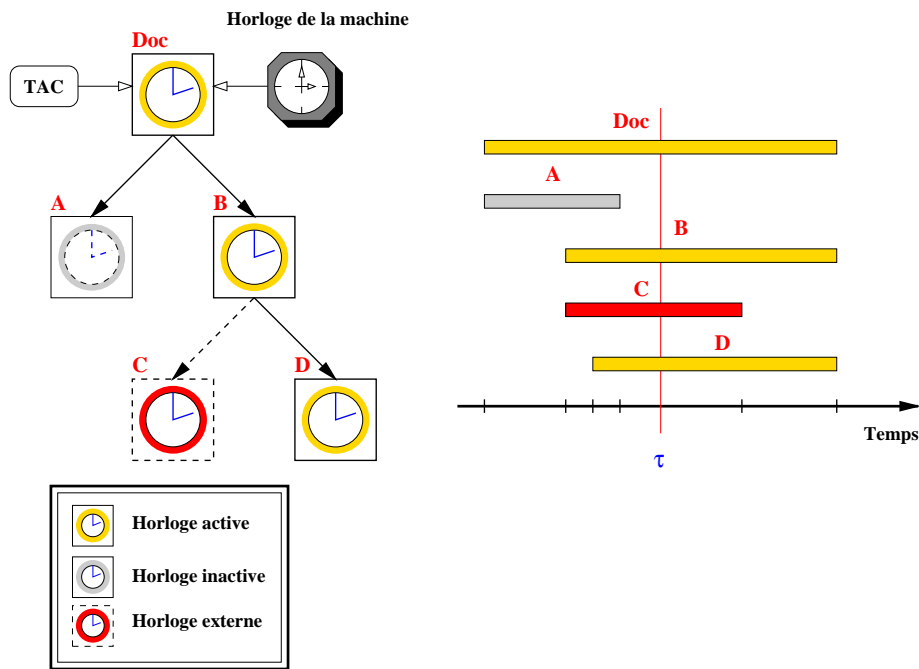 Horloge de la machine
Doc
TAC
A
B
C
D
Horloge active
Horloge inactive
Horloge externe
Doc
A
B
C
D
Temps
τ